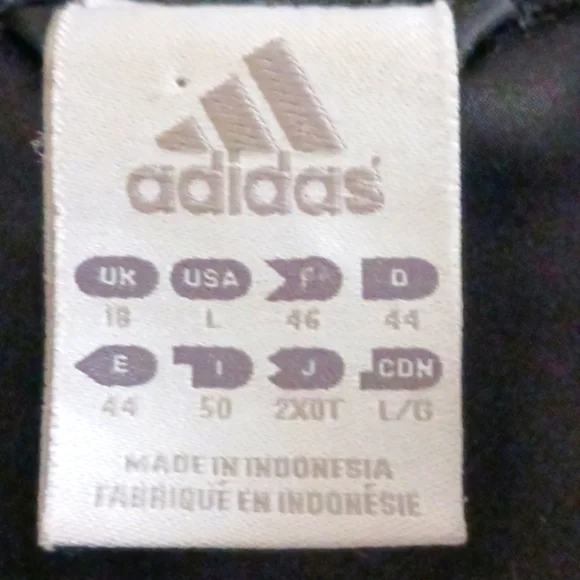 adidas
UK USA F D
18 L 46 44
E I J CDN
44 50 2XOT L/G
MADE IN INDONESIA
FABRIQUÉ EN INDONÉSIE